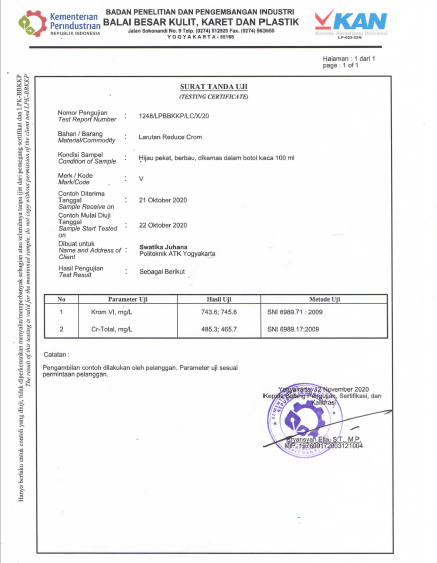 Kementerian
Perindustrian
REPUBLIK INDONESIA
BADAN PENELITIAN DAN PENGEMBANGAN INDUSTRI
BALAI BESAR KULIT, KARET DAN PLASTIK
Jalan Sokonandi No. 9 Telp. (0274) 512929 Fax. (0274) 563655
YOGYAKARTA - 55166
KAN
Komite Akreditasi Nasional
Halaman : 1 dari 1
page : 1 of 1
SURAT TANDA UJI
(TESTING CERTIFICATE)
Nomor Pengujian
Test Report Number : 1248/LPBBKKP/LC/X/20
Bahan / Barang
Material/Commodity : Larutan Reduce Crom
Kondisi Sampel
Condition of Sample : Hijau pekat, berbau, dikemas dalam botol kaca 100 ml
Merk / Kode
Mark/Code : V
Contoh Diterima
Tanggal : 21 Oktober 2020
Sample Receive on
Contoh Mulai Diuji
Tanggal
Sample Start Tested : 22 Oktober 2020
on
Dibuat untuk
Name and Address of : Swatika Juhana
Client Politeknik ATK Yogyakarta
Hasil Pengujian
Test Result : Sebagai Berikut
No Parameter Uji Hasil Uji Metode Uji
1 Krom VI, mg/L 743.6; 745.6 SNI 6989.71 : 2009
2 Cr-Total, mg/L 485.3; 465.7 SNI 6989.17:2009
Catatan :
Pengambilan contoh dilakukan oleh pelanggan. Parameter uji sesuai
permintaan pelanggan.
Yogyakarta, 12 November 2020
Kepala Bidang Pengujian, Sertifikasi, dan
Kalibrasi
Ella, S.T., M.P.
NIP.
Hanya berlaku untuk contoh yang diuji, tidak diperkenankan menyalin/memperbanyak sebagian atau seluruhnya tanpa ijin dari pemegang sertifikat dan LPK-BBKKP
The result of this testing is valid for the mentioned sample, do not copy without permission of the client and LPK-BBKKP